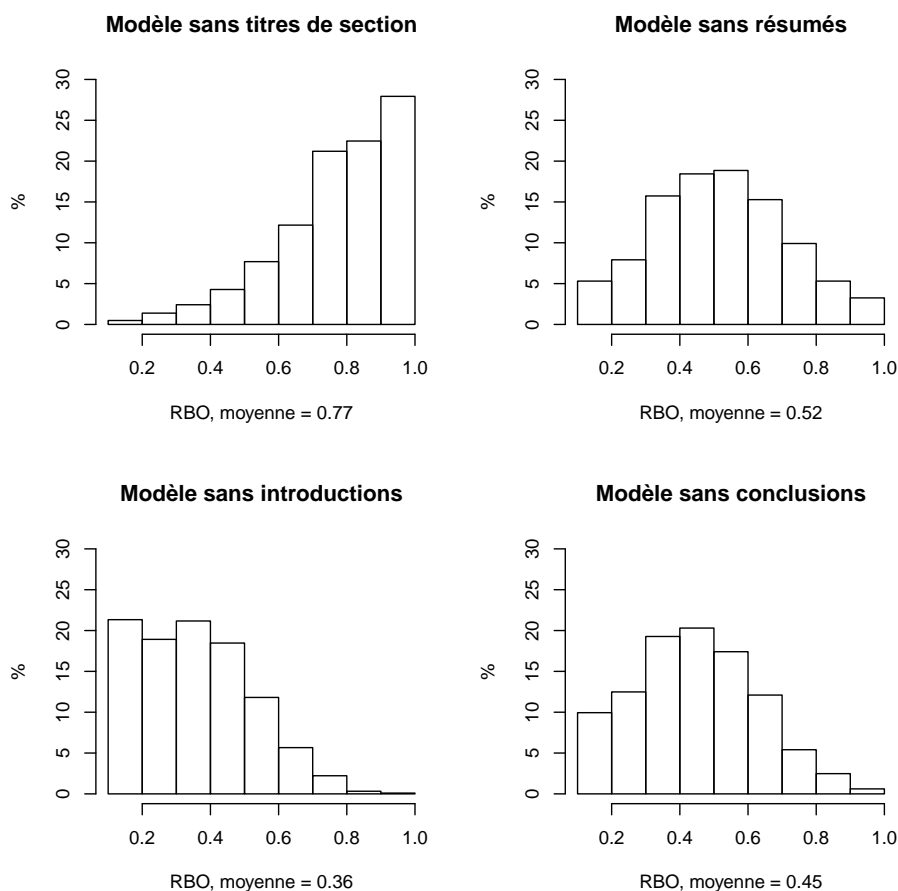 Modèle sans titres de section
%
30
25
20
15
10
5
0
0.2 0.4 0.6 0.8 1.0
RBO, moyenne = 0.77
Modèle sans résumés
%
30
25
20
15
10
5
0
0.2 0.4 0.6 0.8 1.0
RBO, moyenne = 0.52
Modèle sans introductions
%
30
25
20
15
10
5
0
0.2 0.4 0.6 0.8 1.0
RBO, moyenne = 0.36
Modèle sans conclusions
%
30
25
20
15
10
5
0
0.2 0.4 0.6 0.8 1.0
RBO, moyenne = 0.45